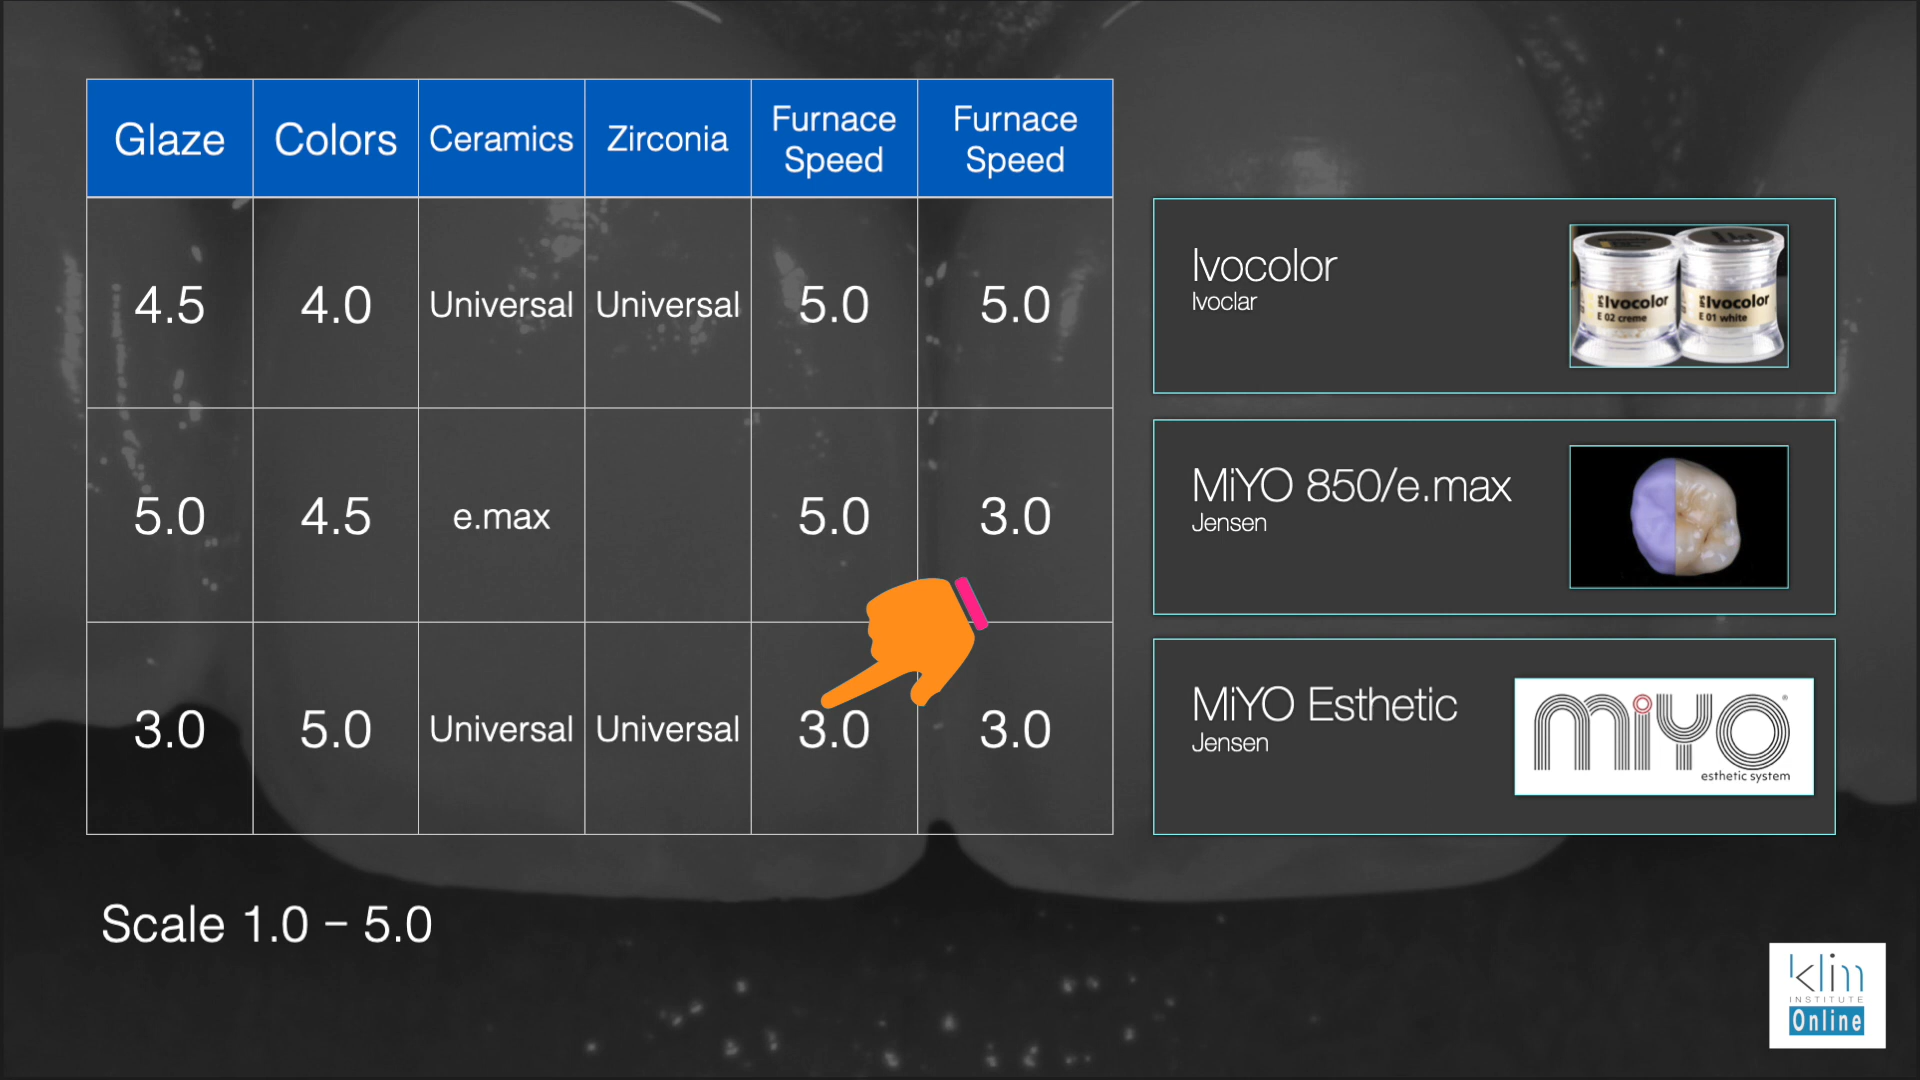 Glaze
Colors
Ceramics
Zirconia
Furnace
Speed
Furnace
Speed
4.5
4.0
Universal
Universal
5.0
5.0
5.0
4.5
e.max
5.0
3.0
3.0
5.0
Universal
Universal
3.0
3.0
Scale 1.0 – 5.0
Ivocolor
Ivoclar
IPS Ivocolor
E 02 creme
IPS Ivocolor
E 01 white
MiYO 850/e.max
Jensen
MiYO Esthetic
Jensen
miyo
esthetic system
klim
INSTITUTE
Online